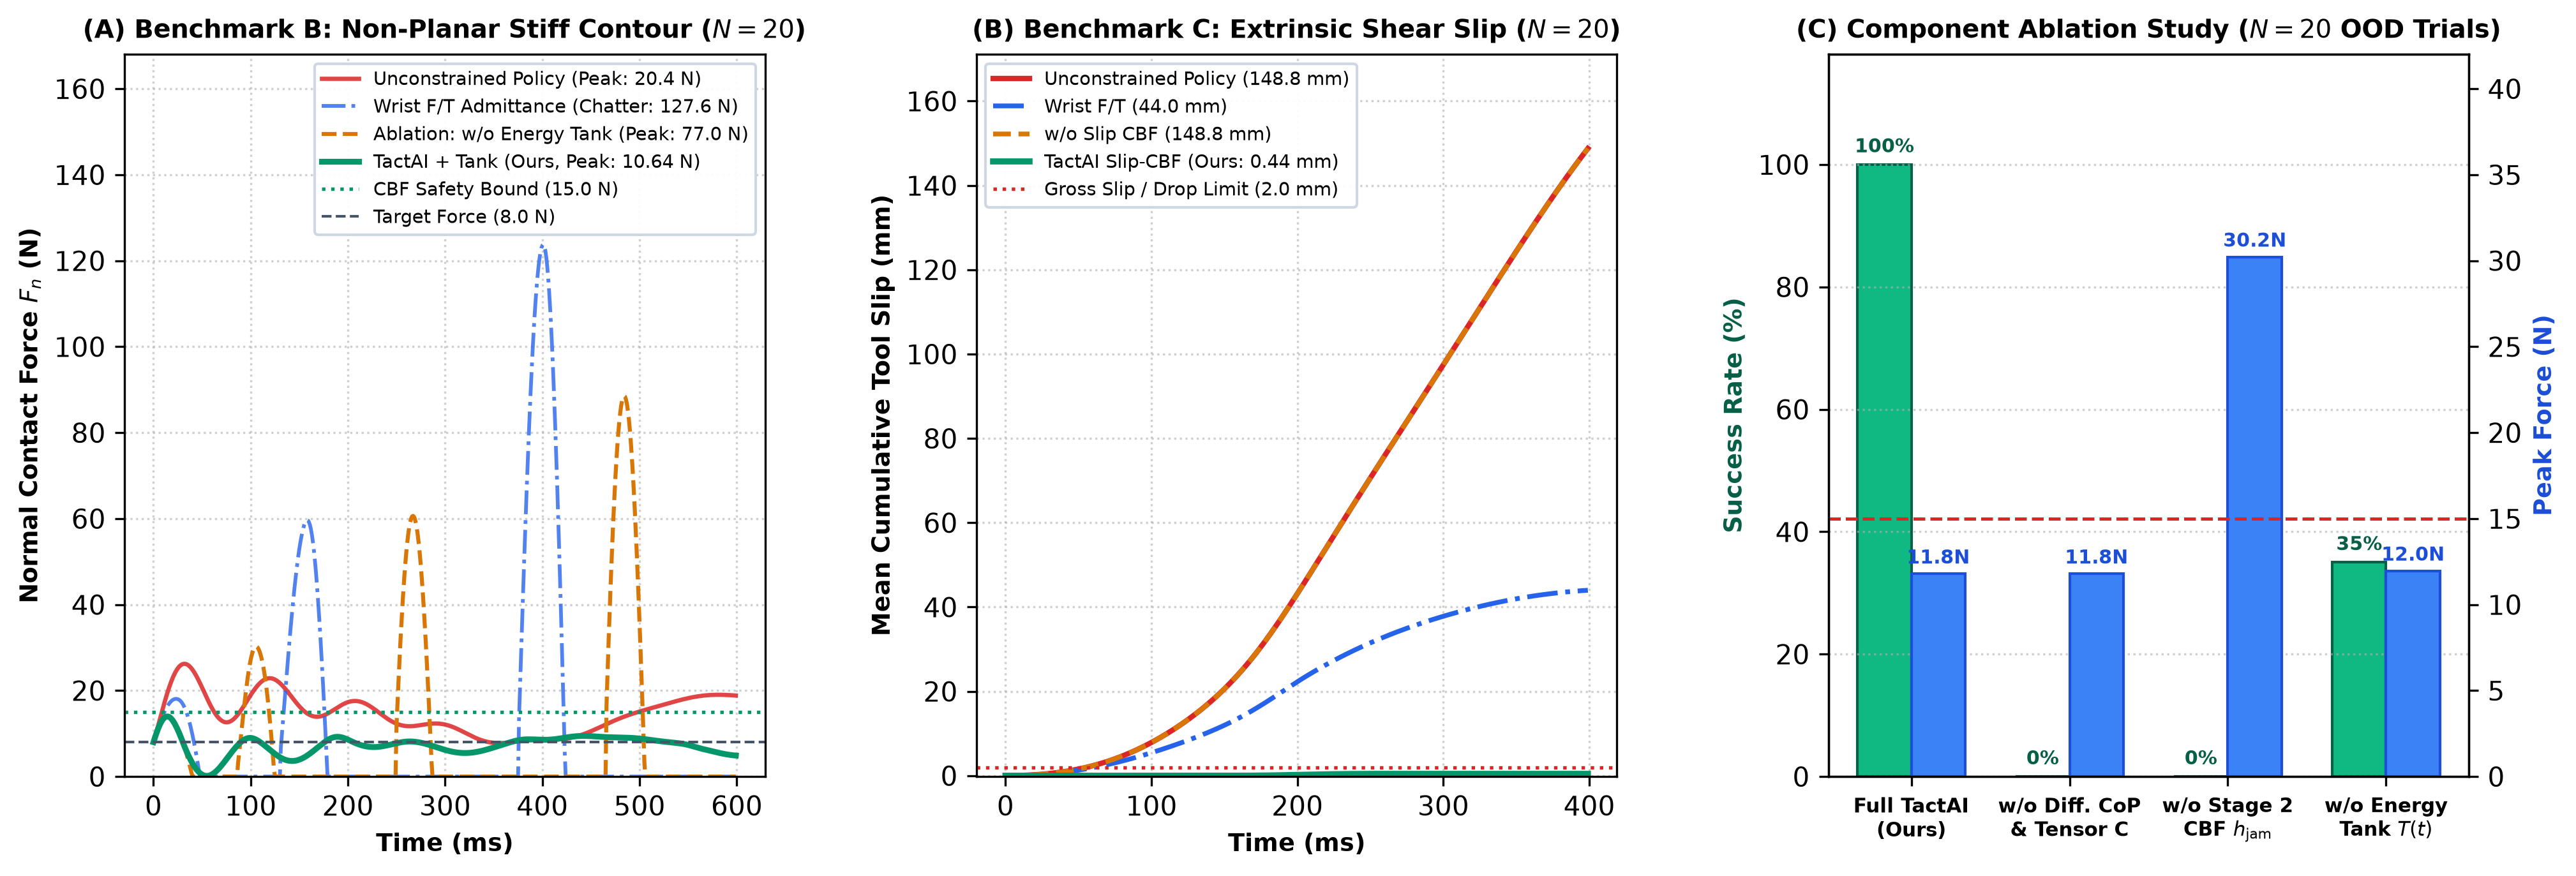 (A) Benchmark B: Non-Planar Stiff Contour (N = 20)
Normal Contact Force Fn (N)
160
140
120
100
80
60
40
20
0
Unconstrained Policy (Peak: 20.4 N)
Wrist F/T Admittance (Chatter: 127.6 N)
Ablation: w/o Energy Tank (Peak: 77.0 N)
TactAI + Tank (Ours, Peak: 10.64 N)
CBF Safety Bound (15.0 N)
Target Force (8.0 N)
0 100 200 300 400 500 600
Time (ms)
(B) Benchmark C: Extrinsic Shear Slip (N = 20)
Mean Cumulative Tool Slip (mm)
160
140
120
100
80
60
40
20
0
Unconstrained Policy (148.8 mm)
Wrist F/T (44.0 mm)
w/o Slip CBF (148.8 mm)
TactAI Slip-CBF (Ours: 0.44 mm)
Gross Slip / Drop Limit (2.0 mm)
0 100 200 300 400
Time (ms)
(C) Component Ablation Study (N = 20 OOD Trials)
Success Rate (%)
100
80
60
40
20
0
100%
11.8N
0%
11.8N
0%
30.2N
35%
12.0N
40
35
30
25
20
15
10
5
0
Peak Force (N)
Full TactAI
(Ours)
w/o Diff. CoP
& Tensor C
w/o Stage 2
CBF hjam
w/o Energy
Tank T(t)